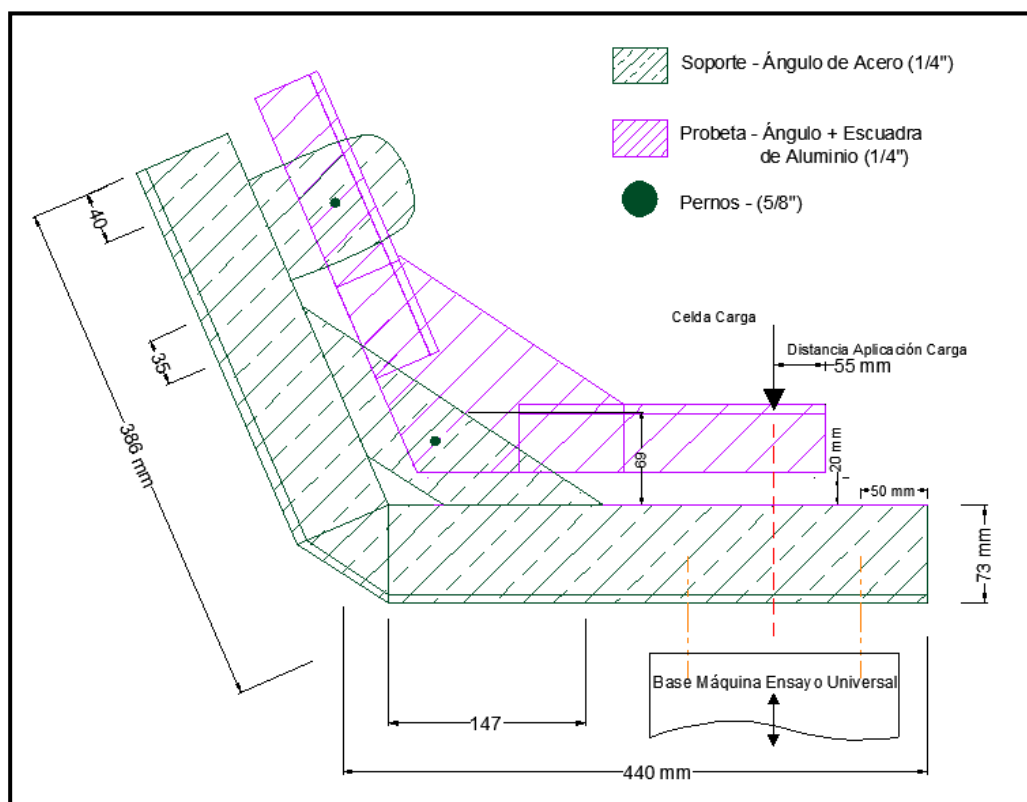 Soporte - Ángulo de Acero (1/4")
Probeta - Ángulo + Escuadra
de Aluminio (1/4")
Pernos - (5/8")
40
35
386 mm
Celda Carga
Distancia Aplicación Carga
55 mm
69
20 mm
50 mm
73 mm
Base Máquina Ensayo Universal
147
440 mm